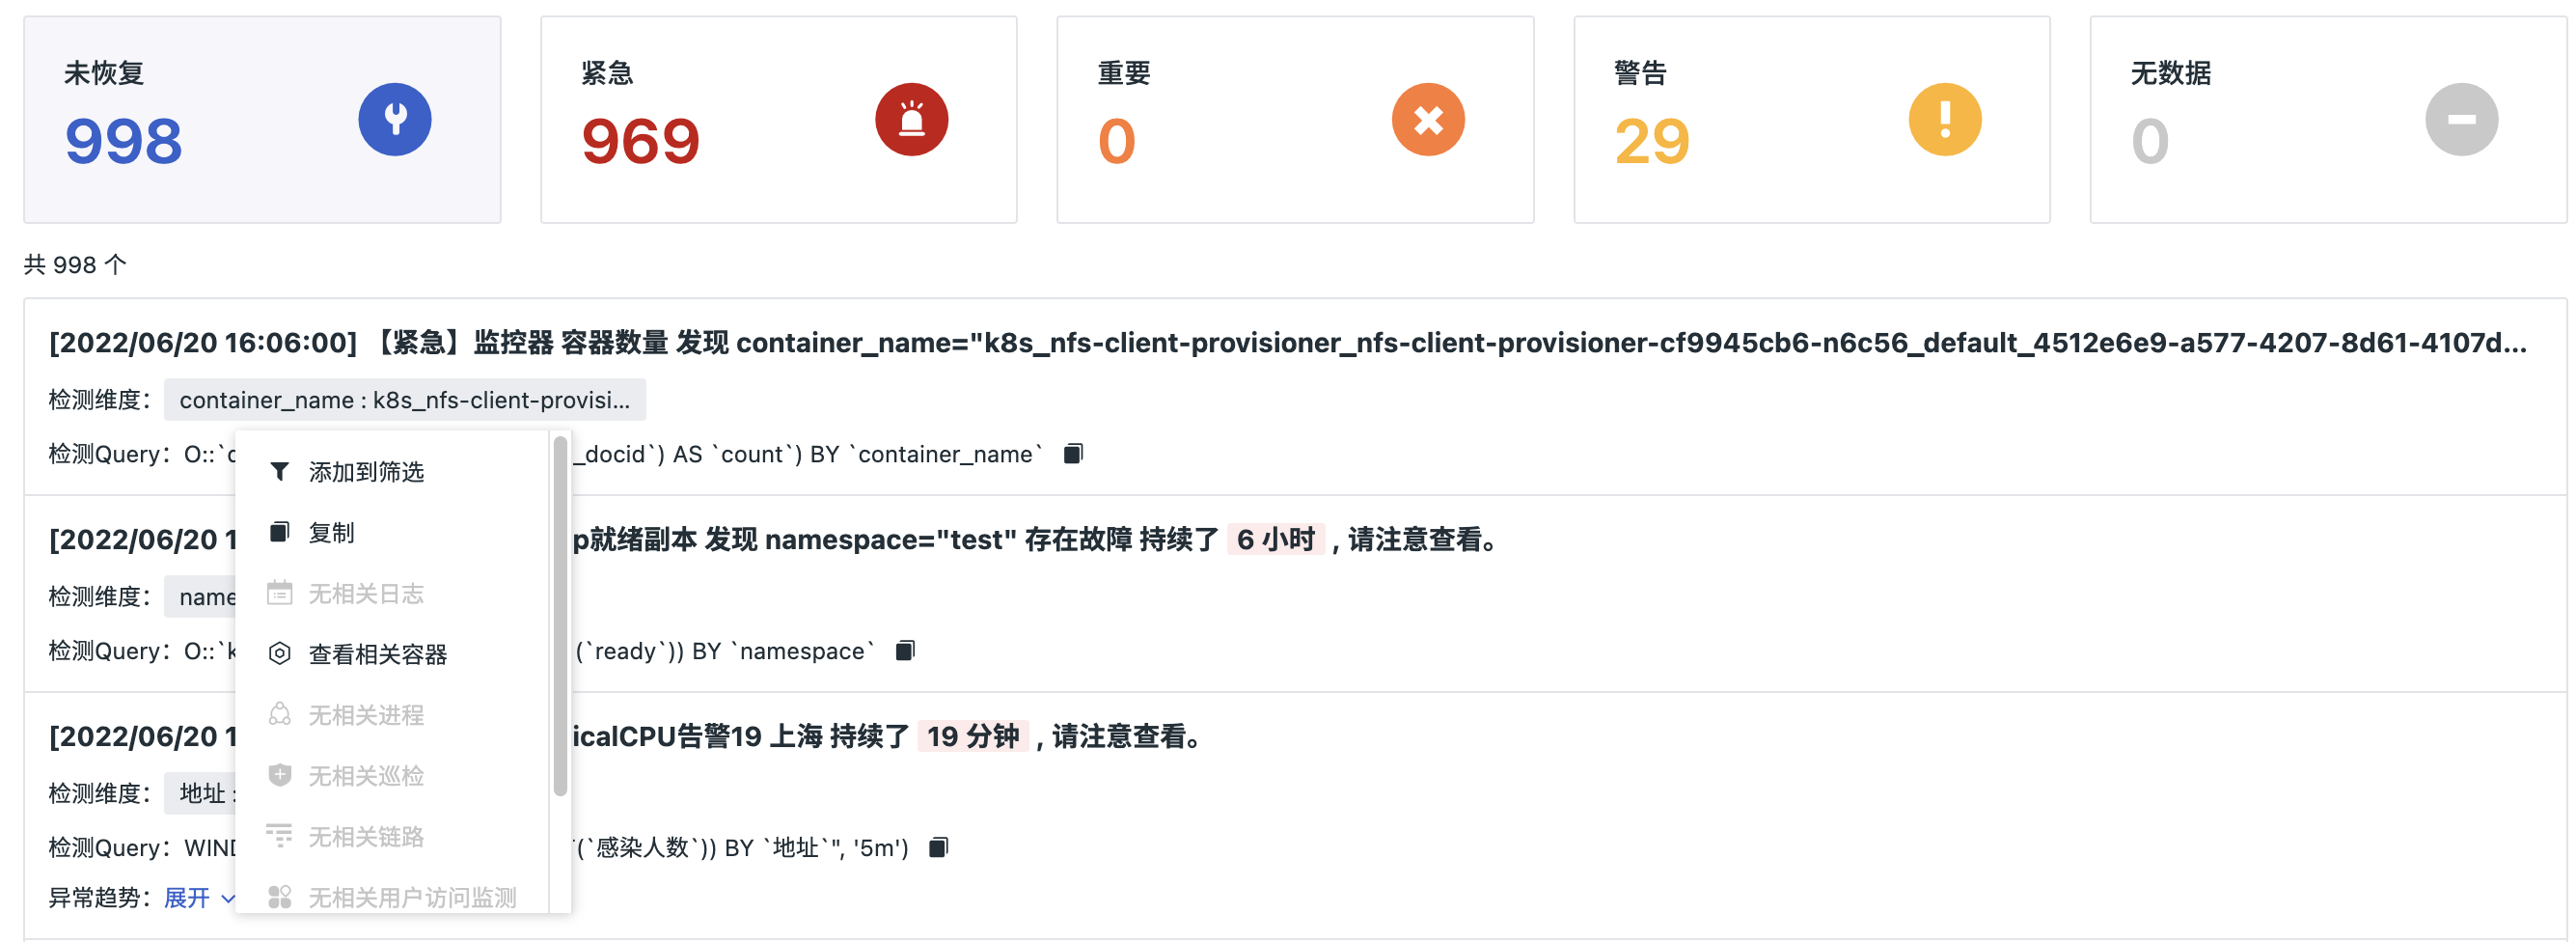 未恢复
998
紧急
969
重要
0
警告
29
无数据
0
共 998 个
[2022/06/20 16:06:00] 【紧急】监控器 容器数量 发现 container_name="k8s_nfs-client-provisioner_nfs-client-provisioner-cf9945cb6-n6c56_default_4512e6e9-a577-4207-8d61-4107d...
检测维度： container_name : k8s_nfs-client-provisi...
检测Query：O::`d _docid`) AS `count`) BY `container_name`
添加到筛选
复制
无相关日志
查看相关容器
无相关进程
无相关巡检
无相关链路
无相关用户访问监测
[2022/06/20 1 p就绪副本 发现 namespace="test" 存在故障 持续了 6 小时 , 请注意查看。
检测维度： name
检测Query：O::`k (`ready`)) BY `namespace`
[2022/06/20 1 icalCPU告警19 上海 持续了 19 分钟 , 请注意查看。
检测维度： 地址 :
检测Query：WIND (`感染人数`)) BY `地址`", '5m')
异常趋势： 展开